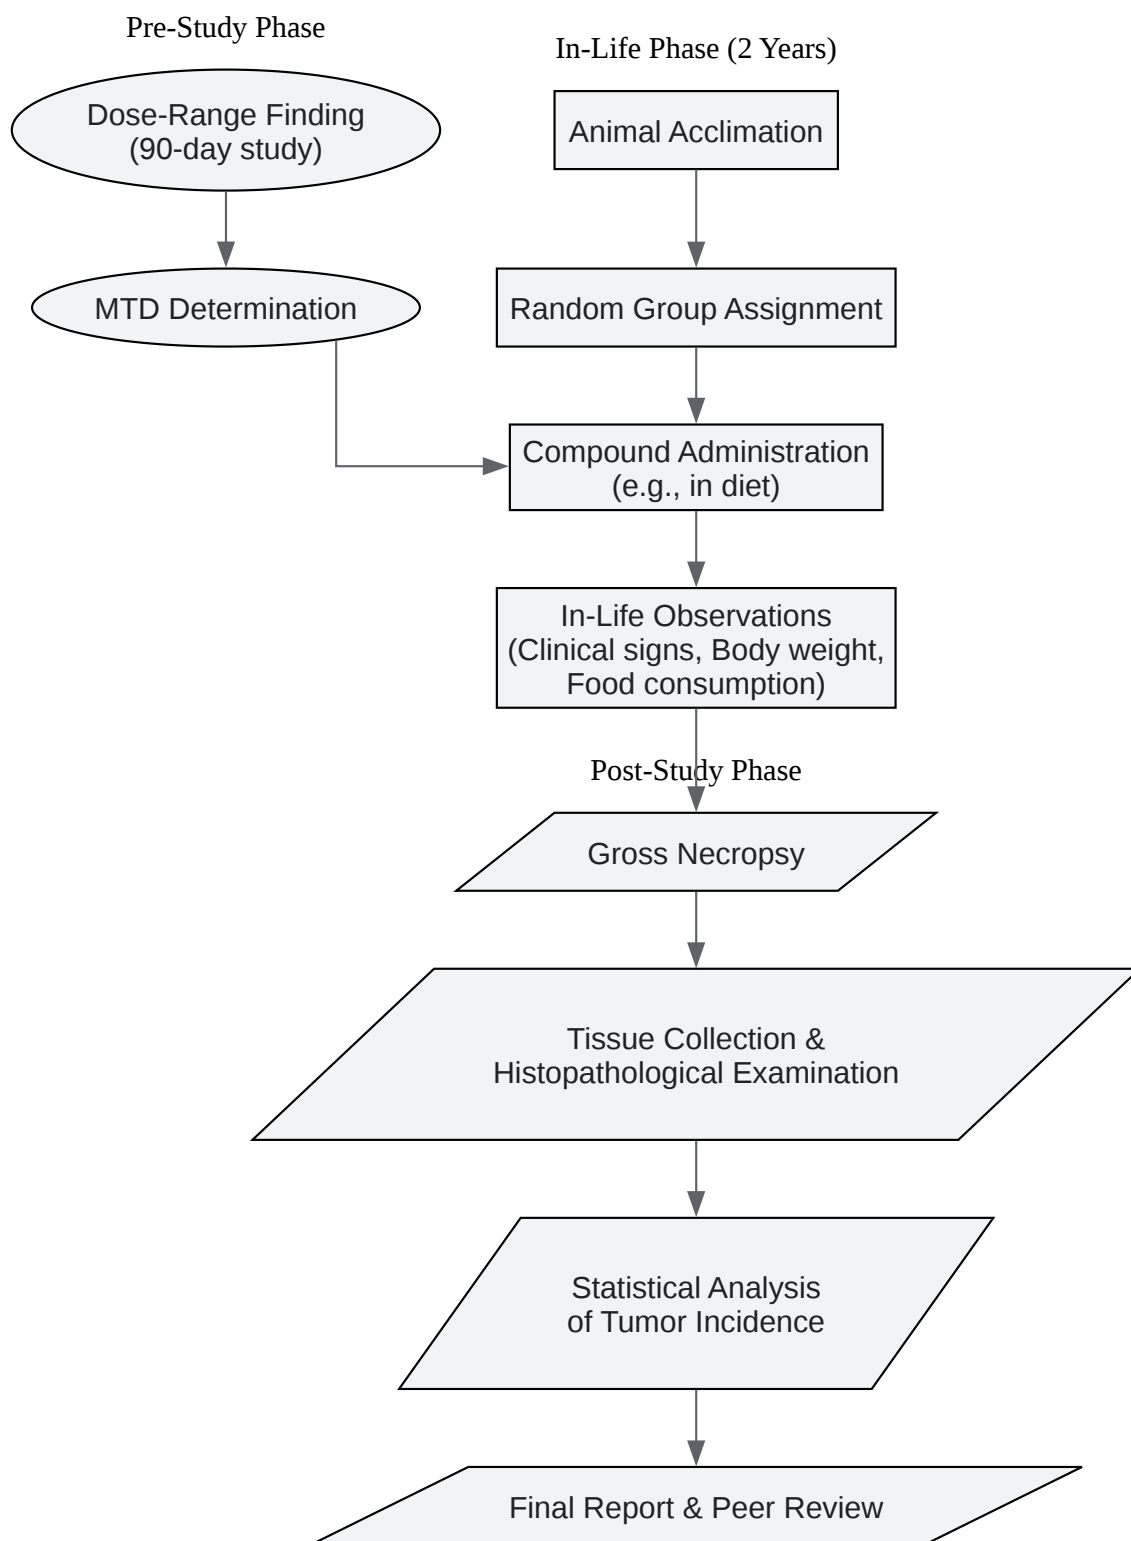 Pre-Study Phase
Dose-Range Finding
(90-day study)
MTD Determination
In-Life Phase (2 Years)
Animal Acclimation
Random Group Assignment
Compound Administration
(e.g., in diet)
In-Life Observations
(Clinical signs, Body weight,
Food consumption)
Post-Study Phase
Gross Necropsy
Tissue Collection &
Histopathological Examination
Statistical Analysis
of Tumor Incidence
Final Report & Peer Review